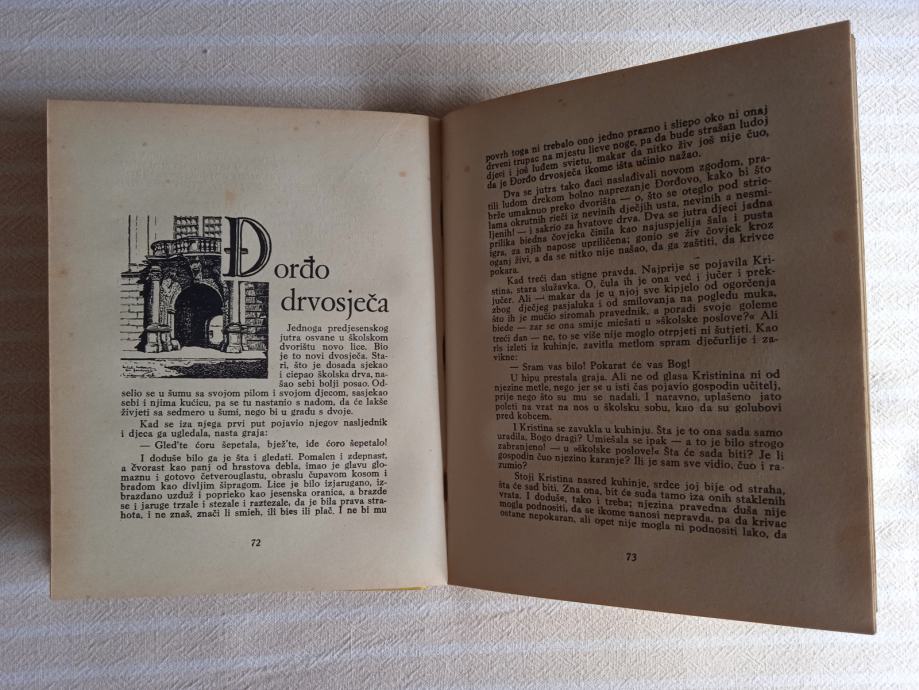 Đorđo
drvosječa
Jednoga predjesenskog
jutra osvane u školskom
dvorištu novo lice. Bio
je to novi dvosječa. Sta-
ri, što je dosada sjekao
i ciepao školska drva, na-
šao sebi bolji posao. Od-
selio se u šumu sa svojom pilom i svojom djecom, sasjekao
sebi i njima kućicu, pa se tu nastanio s nadom, da će lakše
živjeti sa sedmero u šumi, nego bi u gradu s dvoje.
Kad se iza njega prvi put pojavio njegov nasljednik
i djeca ga ugledala, nasta graja:
— Gled'te ćoru šepetala, bjež'te, ide ćoro šepetalo!
I doduše bilo ga je šta i gledati. Pomalen i zdepnast,
a čvorast kao panj od hrastova debla, imao je glavu glo-
maznu i gotovo četverouglastu, obraslu čupavom kosom i
bradom kao divljim šipragom. Lice je bilo izjarugano, iz-
brazdano uzduž i poprieko kao jesenska oranica, a brazde
se i jaruge trzale i stezale i raztezale, da je bila prava stra-
hota, i ne znaš, znači li smieh, ili bies ili plač. I ne bi mu
72
povrh toga ni trebalo ono jedno prazno i sliepo oko ni onaj
drveni trupac na mjestu lieve noge, pa da bude strašan ludoj
djeci i još luđem svietu, makar da nitko živ još nije čuo,
da je Đorđo drvosječa ikome išta učinio nažao.
Dva se jutra tako đaci naslađivali novom zgodom, pra-
tili ludom drekom bolno naprezanje Đorđovo, kako bi što
brže umaknuo preko dvorišta — o, što se oteglo pod strie-
lama okrutnih rieči iz nevinih dječjih usta, nevinih a nesmi-
ljenih! — i sakrio za hvatove drva. Dva se jutra djeci jadna
prilika biedna čovjeka činila kao najuspjelija šala i pusta
igra, za njih napose upriličena; gonio se živ čovjek kroz
oganj živi, a da se nitko nije našao, da ga zaštiti, da krivce
pokara.
Kad treći dan stigne pravda. Najprije se pojavila Kri-
stina, stara služavka. O, čula ih je ona već i jučer i prek-
jučer. Ali — makar da je u njoj sve kipjelo od ogorčenja
zbog dječjeg pasjaluka i od smilovanja na pogledu muka,
što ih je mučio siromah pravednik, a poradi svoje goleme
biede — zar se ona smije miešati u »školske poslove?« Ali
treći dan — ne, to se više nije moglo otrpjeti ni šutjeti. Kao
ris izleti iz kuhinje, zavitla metlom spram dječurlije i za-
vikne:
— Sram vas bilo! Pokarat će vas Bog!
U hipu prestala graja. Ali ne od glasa Kristinina ni od
njezine metle, nego jer se u isti čas pojavio gospodin učitelj,
prije nego što su mu se nadali. I naravno, uplašeno jato
poleti na vrat na nos u školsku sobu, kao da su golubovi
pred kobcem.
I Kristina se zavukla u kuhinju. Šta je to ona sada samo
uradila, Bogo dragi? Umiešala se ipak — a to je bilo strogo
zabranjeno! — u »školske poslove! Šta će sada biti? Je li
gospodin čuo njezino karanje? Ili je sam sve vidio, čuo i ra-
zumio?
Stoji Kristina nasred kuhinje, srdce joj bije od straha,
šta će sad biti. Zna ona, bit će suda tamo iza onih staklenih
vrata. I doduše, tako i treba; njezina pravedna duša nije
mogla podnositi, da se ikome nanosi nepravda, pa da krivac
ostane nepokaran, ali opet nije mogla ni podnositi lako, da
73